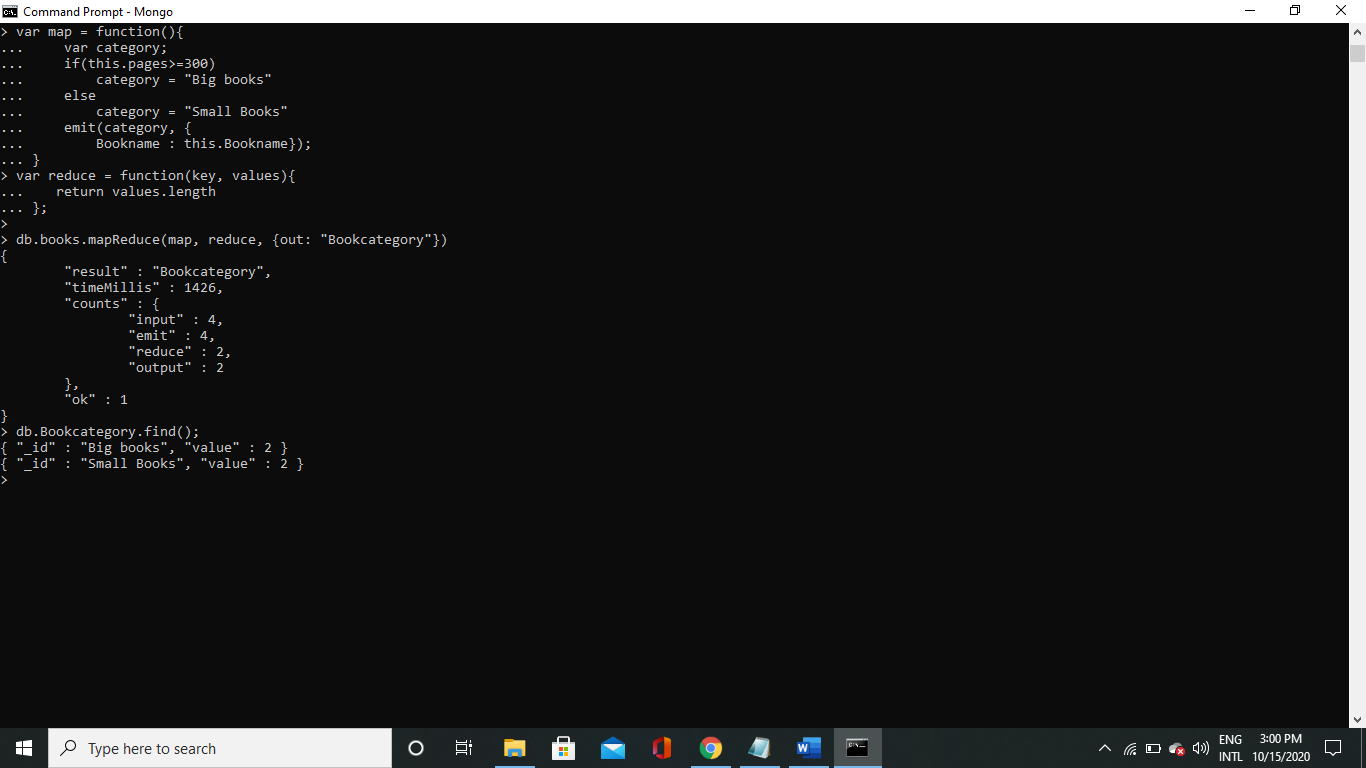 Command Prompt - Mongo
> var map = function(){
...     var category;
...     if(this.pages>=300)
...         category = "Big books"
...     else
...         category = "Small Books"
...     emit(category, {
...         Bookname : this.Bookname});
... }
> var reduce = function(key, values){
...    return values.length
... };
>
> db.books.mapReduce(map, reduce, {out: "Bookcategory"})
{
        "result" : "Bookcategory",
        "timeMillis" : 1426,
        "counts" : {
                "input" : 4,
                "emit" : 4,
                "reduce" : 2,
                "output" : 2
        },
        "ok" : 1
}
> db.Bookcategory.find();
{ "_id" : "Big books", "value" : 2 }
{ "_id" : "Small Books", "value" : 2 }
>
Type here to search
ENG
INTL
3:00 PM
10/15/2020